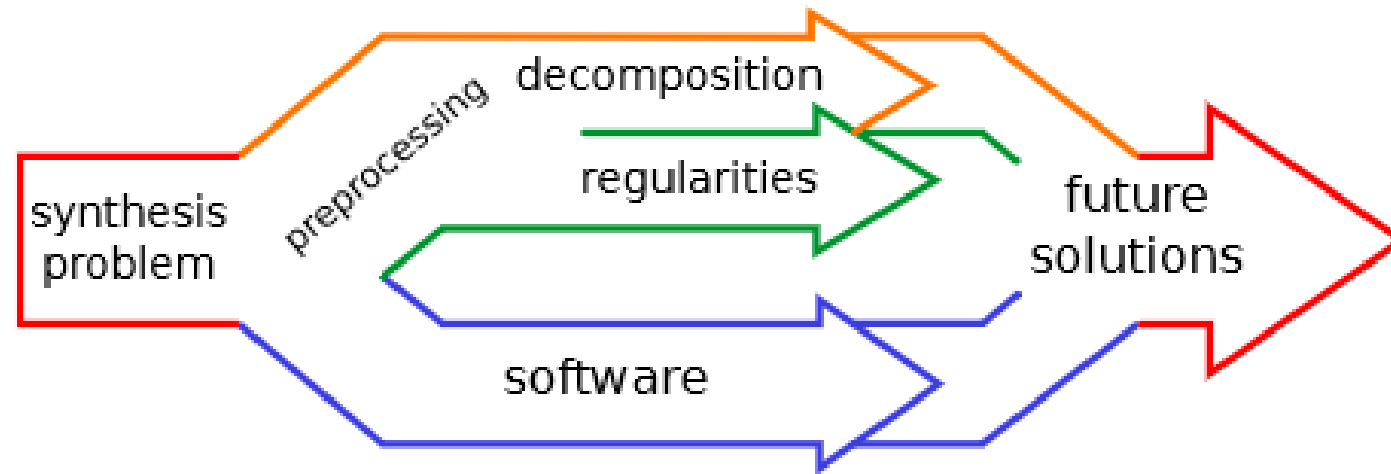 synthesis
problem
preprocessing
decomposition
regularities
software
future
solutions